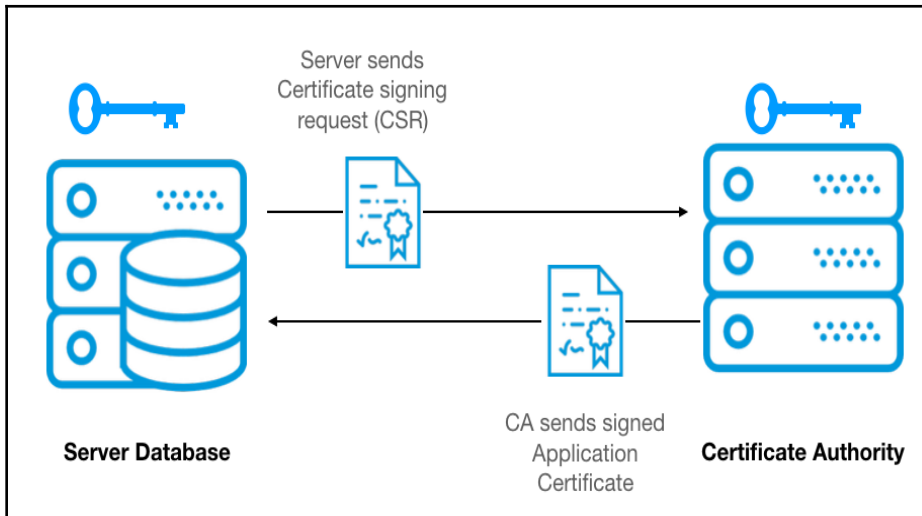 Server sends
Certificate signing
request (CSR)
CA sends signed
Application
Certificate
Server Database
Certificate Authority